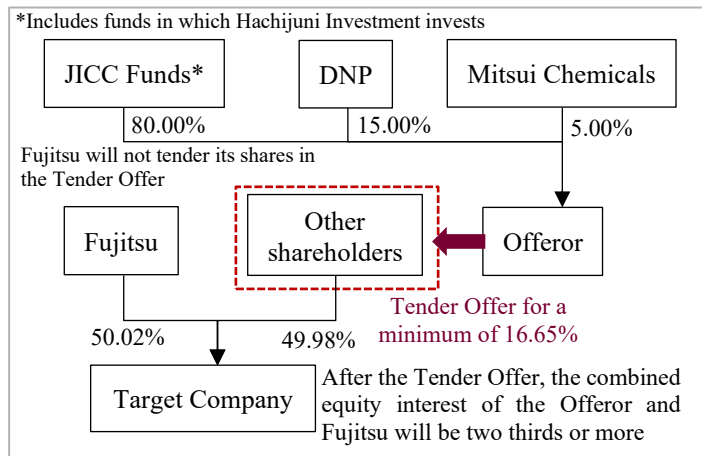 *Includes funds in which Hachijuni Investment invests
JICC Funds*
DNP
Mitsui Chemicals
80.00%
15.00%
5.00%
Fujitsu will not tender its shares in
the Tender Offer
Fujitsu
Other
shareholders
Offeror
Tender Offer for a
minimum of 16.65%
50.02%
49.98%
Target Company
After the Tender Offer, the combined
equity interest of the Offeror and
Fujitsu will be two thirds or more